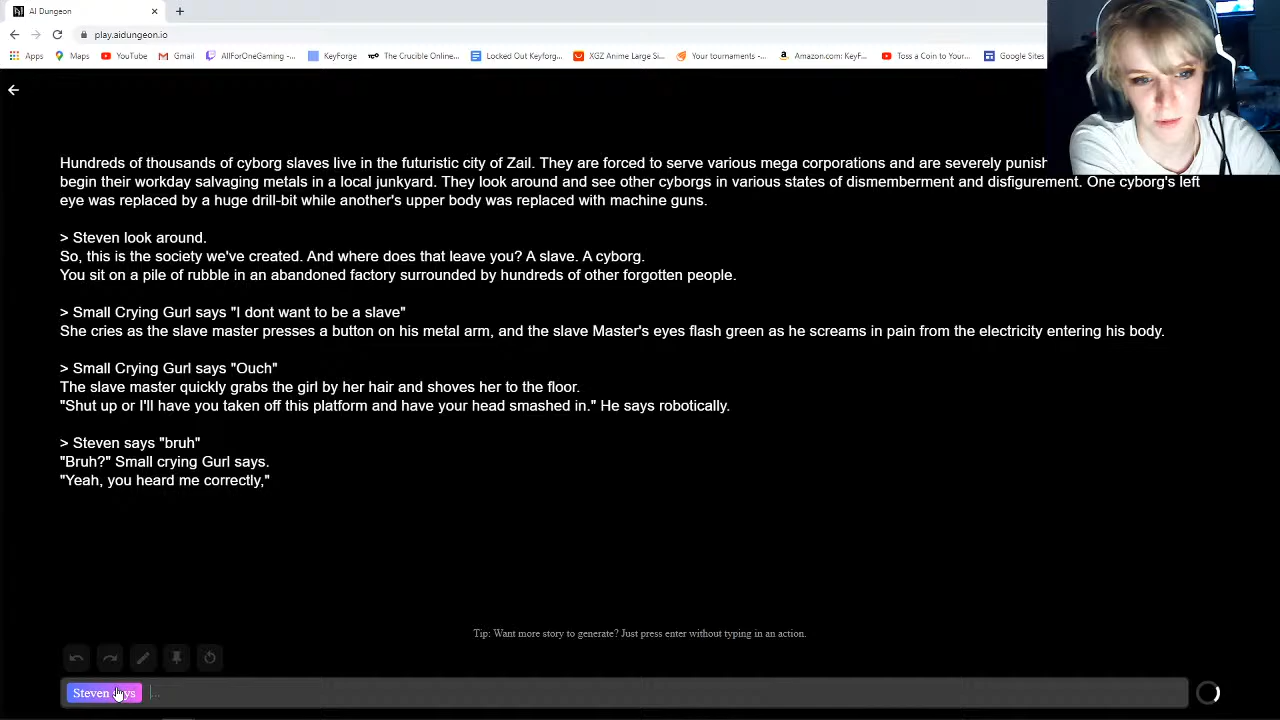 AI Dungeon
play.aidungeon.io
Apps Maps YouTube Gmail AllForOneGaming -... KeyForge The Crucible Online... Locked Out Keyforg... XGZ Anime Large Si... Your tournaments -... Amazon.com: KeyF... Toss a Coin to Your... Google Sites
Hundreds of thousands of cyborg slaves live in the futuristic city of Zail. They are forced to serve various mega corporations and are severely punish
begin their workday salvaging metals in a local junkyard. They look around and see other cyborgs in various states of dismemberment and disfigurement. One cyborg's left
eye was replaced by a huge drill-bit while another's upper body was replaced with machine guns.
> Steven look around.
So, this is the society we've created. And where does that leave you? A slave. A cyborg.
You sit on a pile of rubble in an abandoned factory surrounded by hundreds of other forgotten people.
> Small Crying Gurl says "I dont want to be a slave"
She cries as the slave master presses a button on his metal arm, and the slave Master's eyes flash green as he screams in pain from the electricity entering his body.
> Small Crying Gurl says "Ouch"
The slave master quickly grabs the girl by her hair and shoves her to the floor.
"Shut up or I'll have you taken off this platform and have your head smashed in." He says robotically.
> Steven says "bruh"
"Bruh?" Small crying Gurl says.
"Yeah, you heard me correctly,"
Tip: Want more story to generate? Just press enter without typing in an action.
Steven says ...